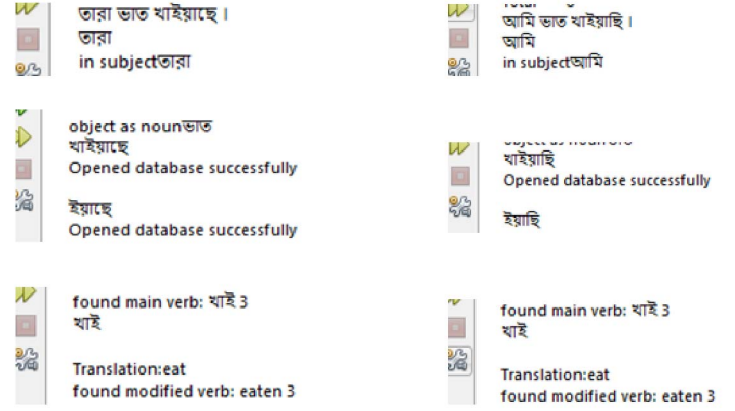 তারা ভাত খাইয়াছে।
তারা
in subjectতারা
object as nounভাত
খাইয়াছে
Opened database successfully
ইয়াছে
Opened database successfully
found main verb: খাই 3
খাই
Translation:eat
found modified verb: eaten 3
আমি ভাত খাইয়াছি।
আমি
in subjectআমি
খাইয়াছি
Opened database successfully
ইয়াছি
found main verb: খাই 3
খাই
Translation:eat
found modified verb: eaten 3